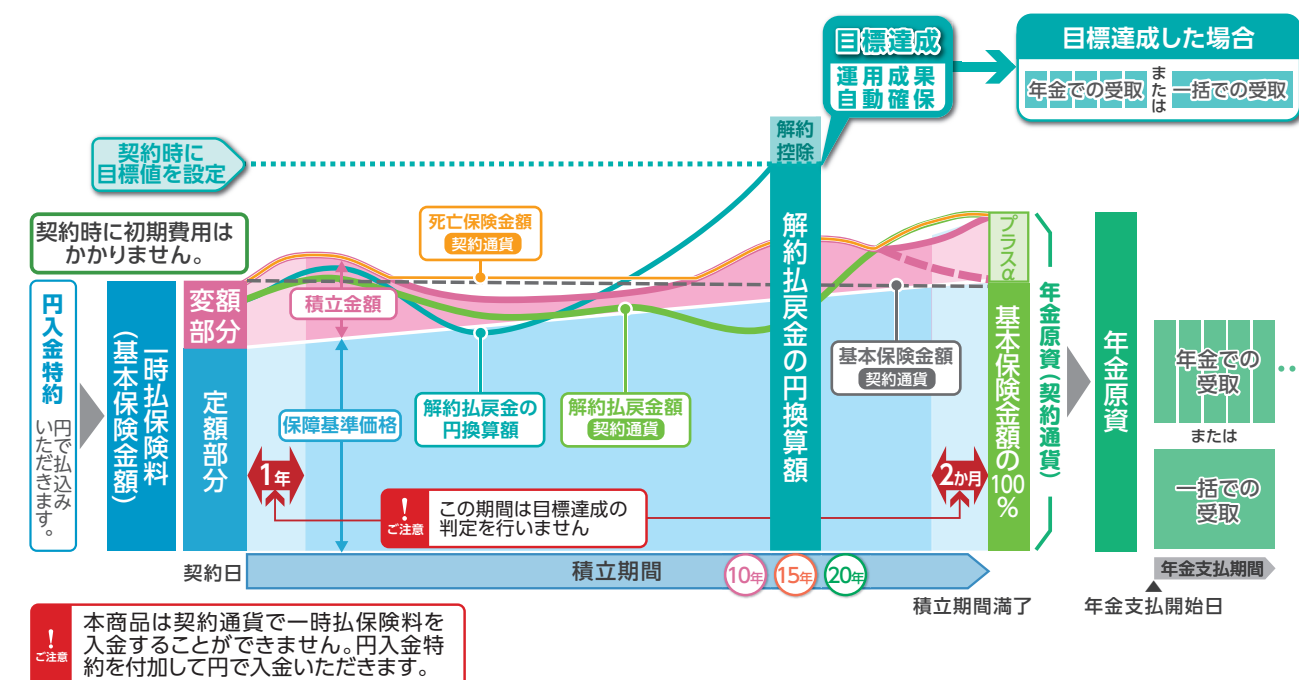 目標達成
運用成果
自動確保
目標達成した場合
年金での受取
または
一括での受取
契約時に
目標値を設定
解約
控除
契約時に初期費用は
かかりません。
死亡保険金額
契約通貨
プラスα
円入金特約
円で払込み
いただきます。
一時払保険料
(基本保険金額)
変額
部分
定額部分
積立金額
保障基準価格
解約払戻金の
円換算額
解約払戻金額
契約通貨
解約払戻金の円換算額
基本保険金額
契約通貨
基本保険金額の100%
年金原資(契約通貨)
年金原資
年金での
受取
または
一括での
受取
1年
2か月
!
ご注意
この期間は目標達成の
判定を行いません
契約日
積立期間
10年
15年
20年
積立期間満了
年金支払期間
年金支払開始日
!
ご注意
本商品は契約通貨で一時払保険料を
入金することができません。円入金特
約を付加して円で入金いただきます。